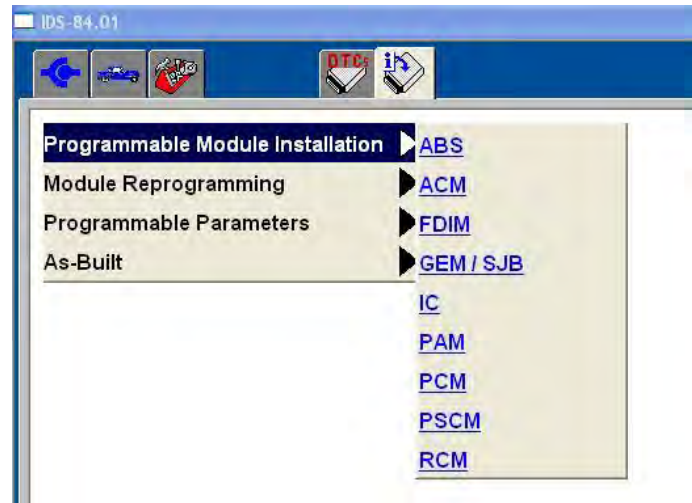 IDS-84.01
DTCs
i
Programmable Module Installation
ABS
Module Reprogramming
ACM
Programmable Parameters
FDIM
As-Built
GEM / SJB
IC
PAM
PCM
PSCM
RCM